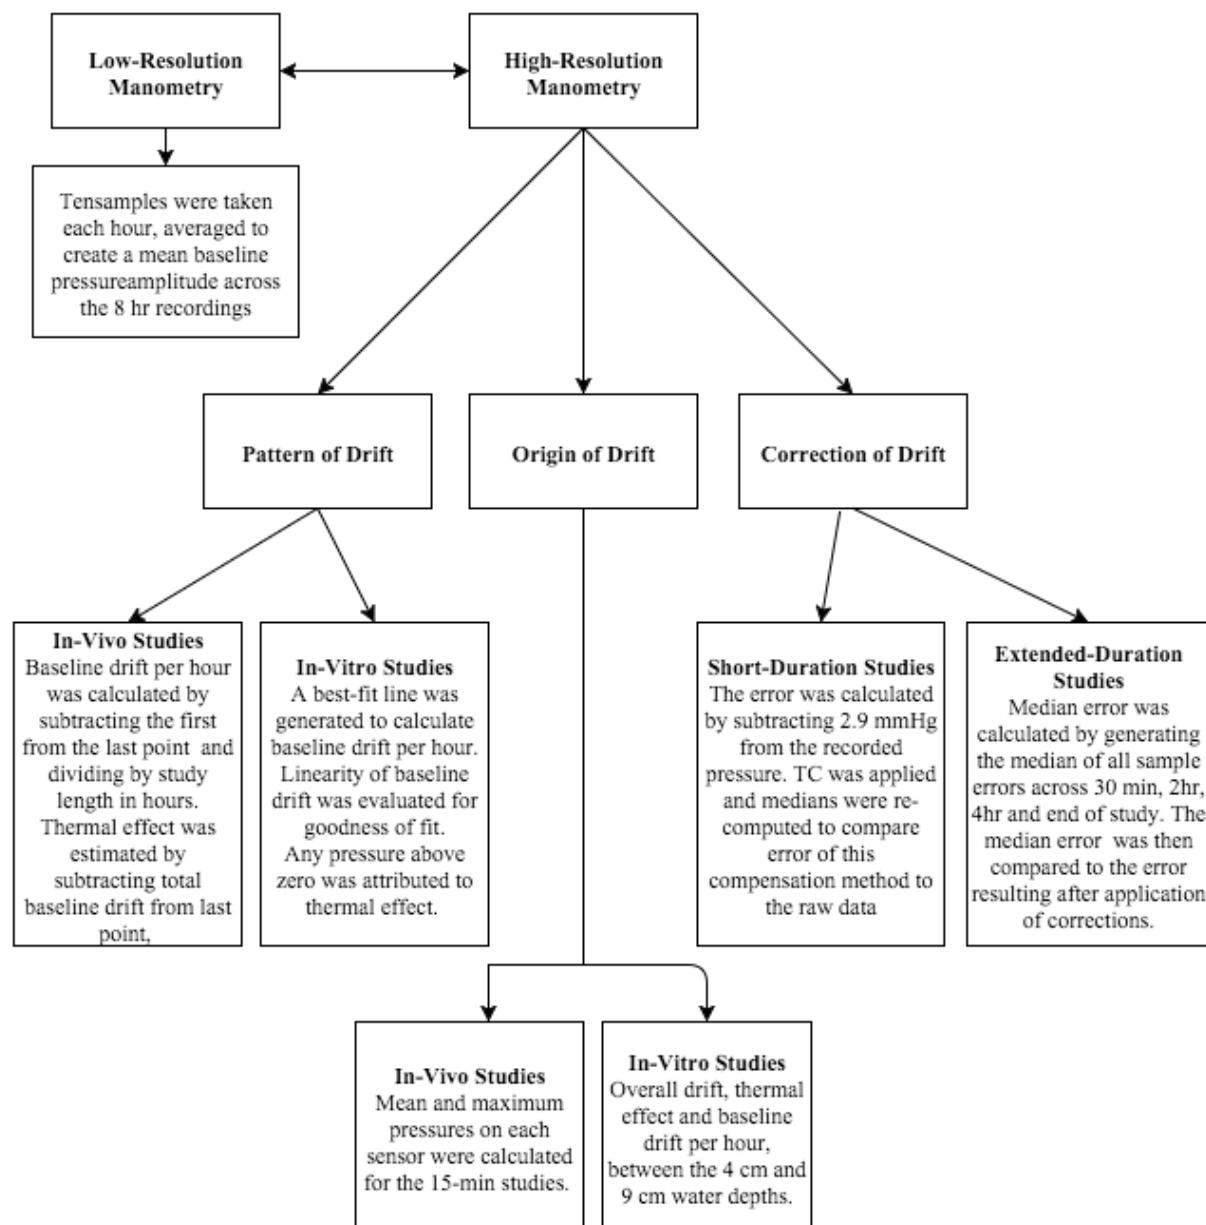 Low-Resolution
Manometry
High-Resolution
Manometry
Tensamples were taken
each hour, averaged to
create a mean baseline
pressureamplitude across
the 8 hr recordings
Pattern of Drift
Origin of Drift
Correction of Drift
In-Vivo Studies
Baseline drift per hour
was calculated by
subtracting the first
from the last point and
dividing by study
length in hours.
Thermal effect was
estimated by
subtracting total
baseline drift from last
point,
In-Vitro Studies
A best-fit line was
generated to calculate
baseline drift per hour.
Linearity of baseline
drift was evaluated for
goodness of fit.
Any pressure above
zero was attributed to
thermal effect.
Short-Duration Studies
The error was calculated
by subtracting 2.9 mmHg
from the recorded
pressure. TC was applied
and medians were re-
computed to compare
error of this
compensation method to
the raw data
Extended-Duration
Studies
Median error was
calculated by generating
the median of all sample
errors across 30 min, 2hr,
4hr and end of study. The
median error was then
compared to the error
resulting after application
of corrections.
In-Vivo Studies
Mean and maximum
pressures on each
sensor were calculated
for the 15-min studies.
In-Vitro Studies
Overall drift, thermal
effect and baseline
drift per hour,
between the 4 cm and
9 cm water depths.